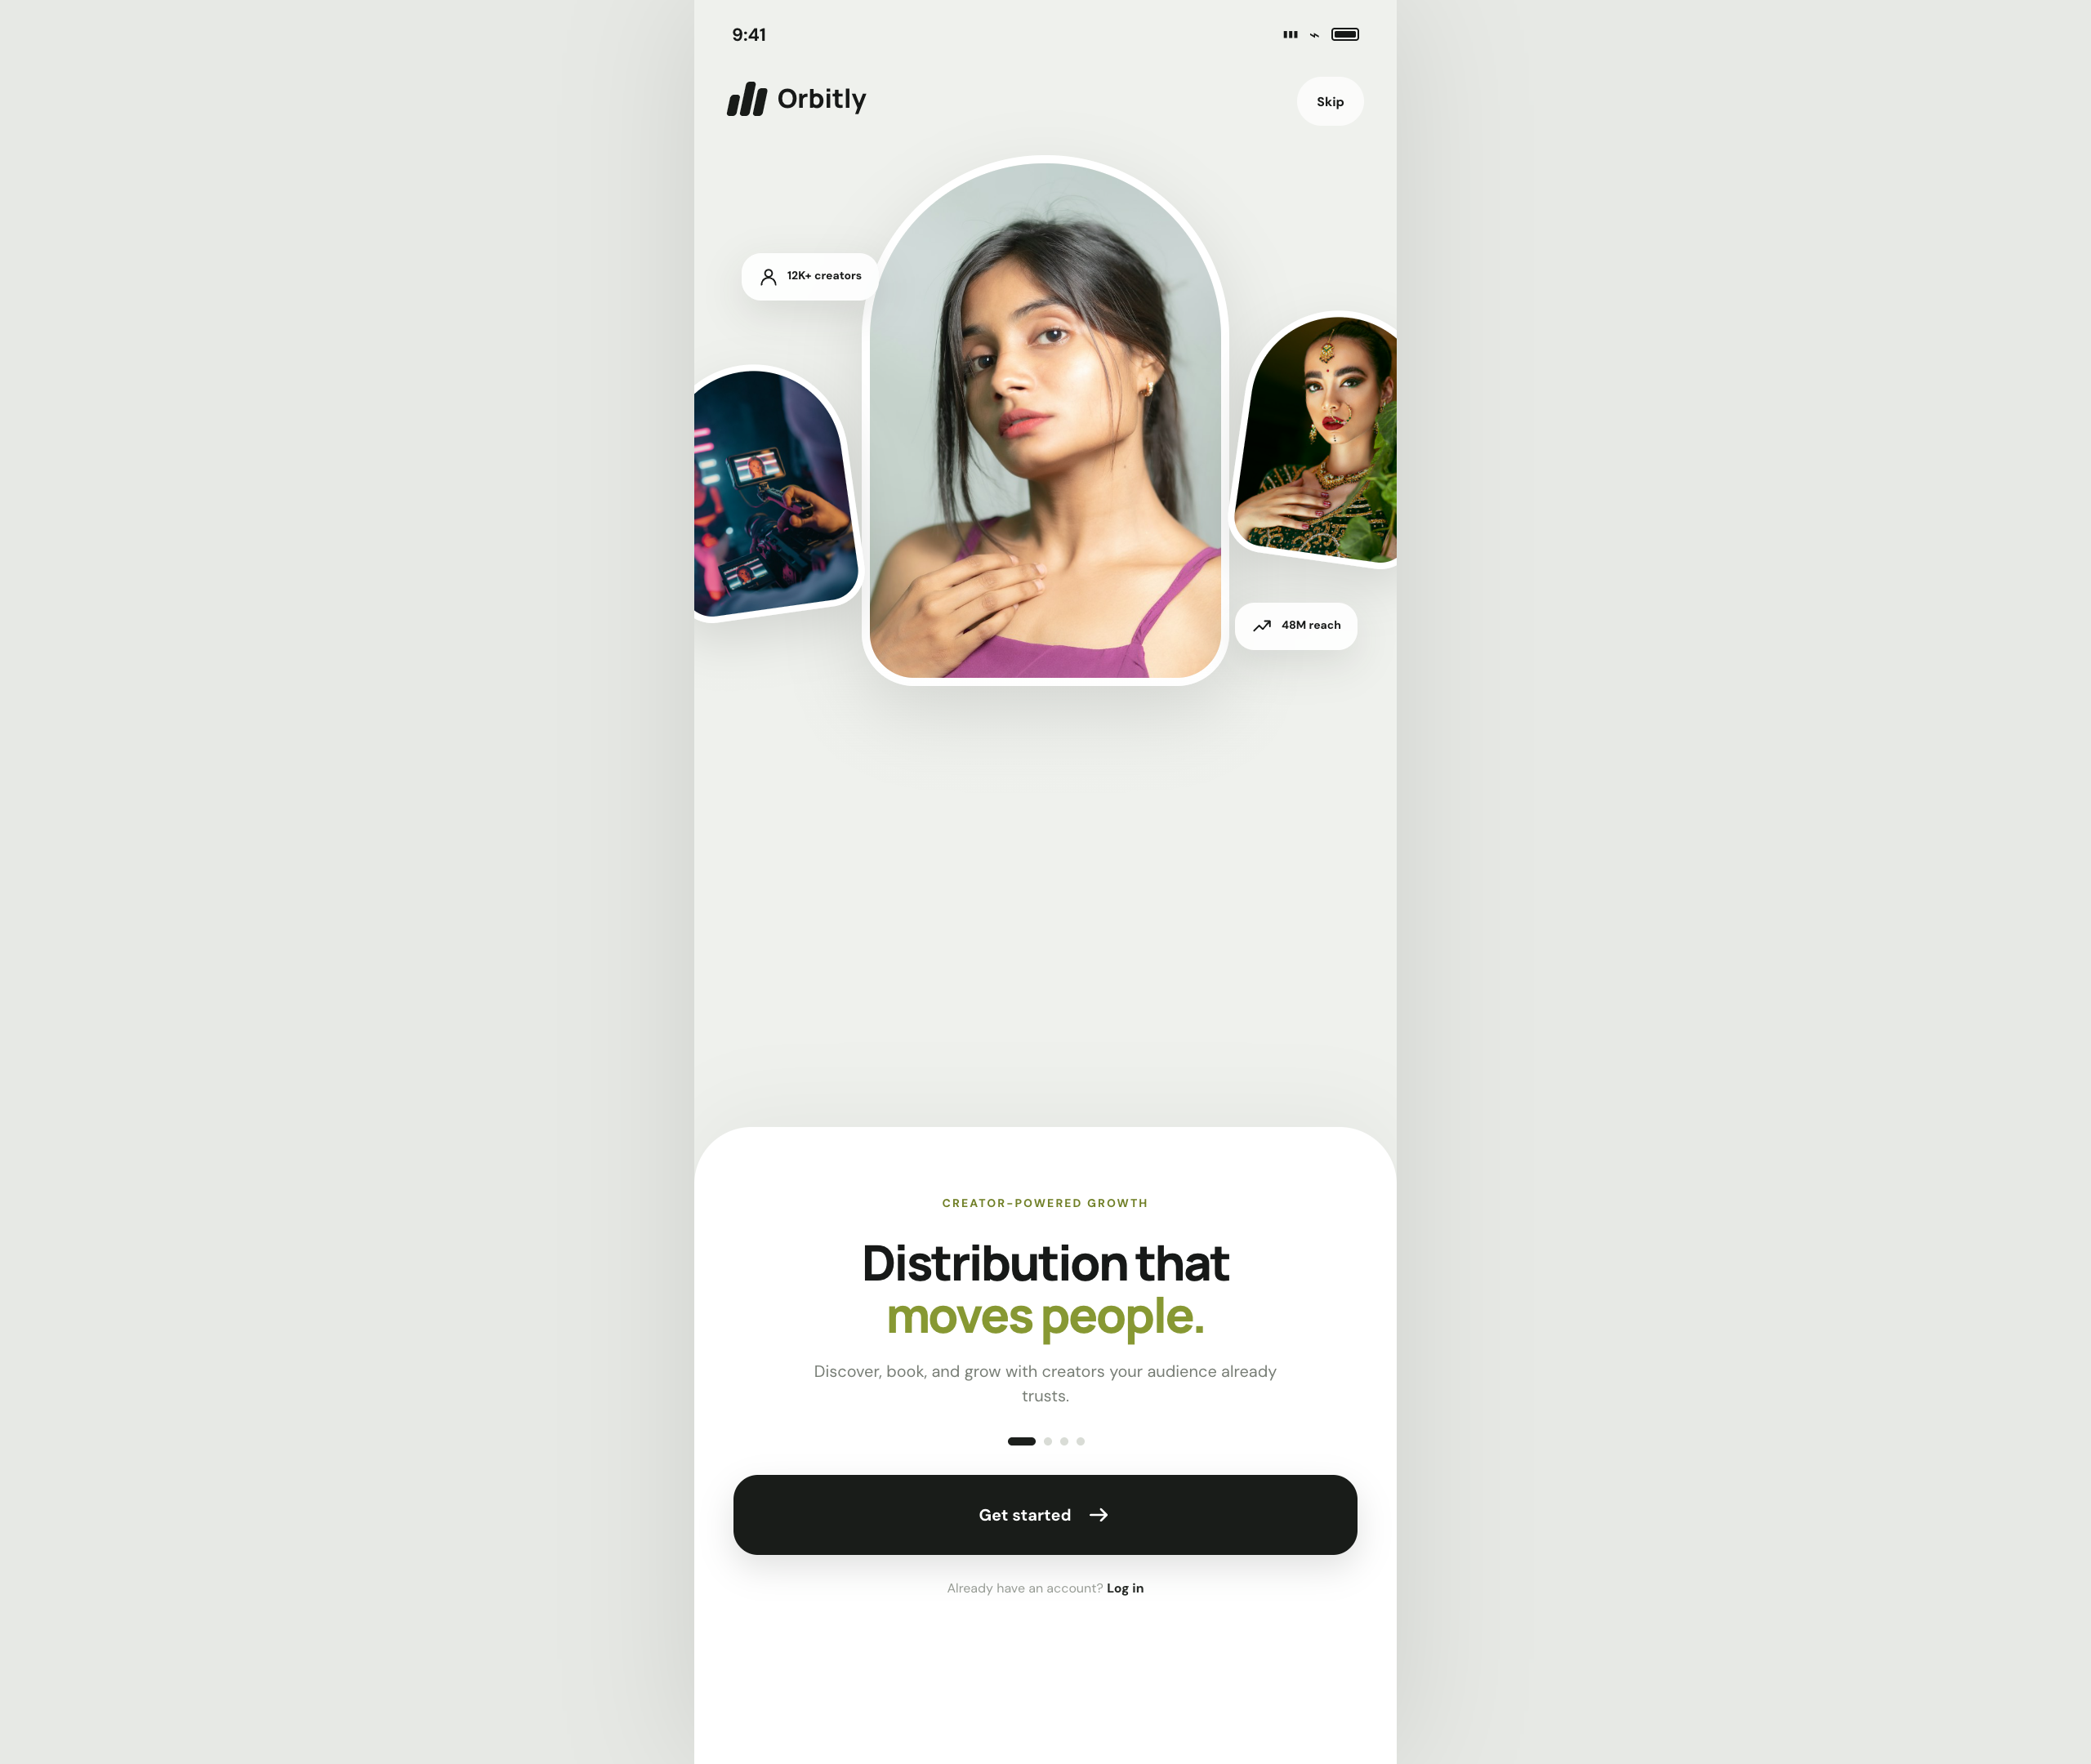 9:41
Orbitly
Skip
12K+ creators
48M reach
CREATOR-POWERED GROWTH
Distribution that
moves people.
Discover, book, and grow with creators your audience already
trusts.
Get started
Already have an account? Log in